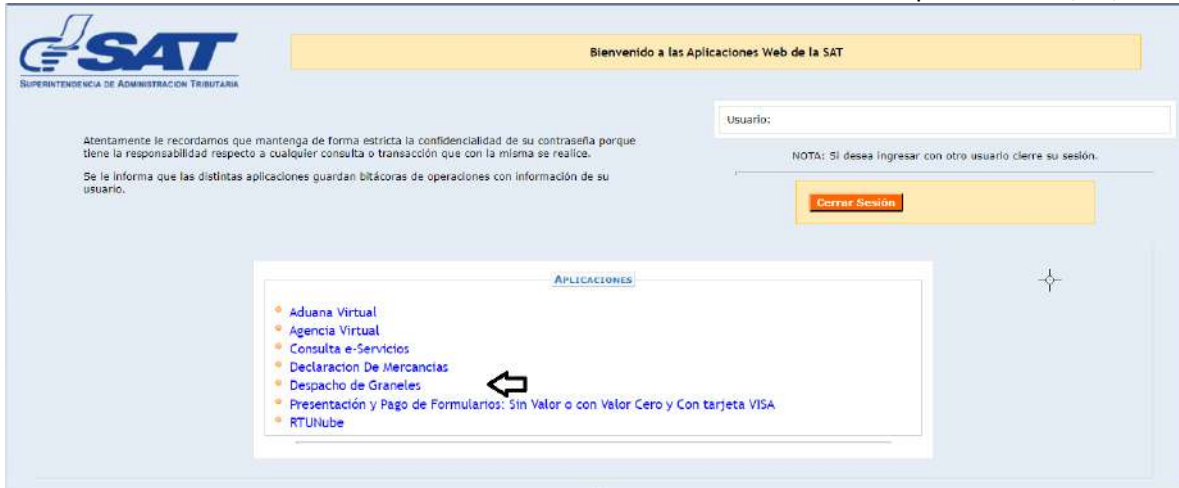 SAT
SUPERINTENDENCIA DE ADMINISTRACION TRIBUTARIA
Bienvenido a las Aplicaciones Web de la SAT
Usuario:
Atentamente le recordamos que mantenga de forma estricta la confidencialidad de su contraseña porque
tiene la responsabilidad respecto a cualquier consulta o transacción que con la misma se realice.
Se le informa que las distintas aplicaciones guardan bitácoras de operaciones con información de su
usuario.
NOTA: Si desea ingresar con otro usuario cierre su sesión.
Cerrar Sesión
APLICACIONES
Aduana Virtual
Agencia Virtual
Consulta e-Servicios
Declaracion De Mercancias
Despacho de Graneles
Presentación y Pago de Formularios: Sin Valor o con Valor Cero y Con tarjeta VISA
RTUNube